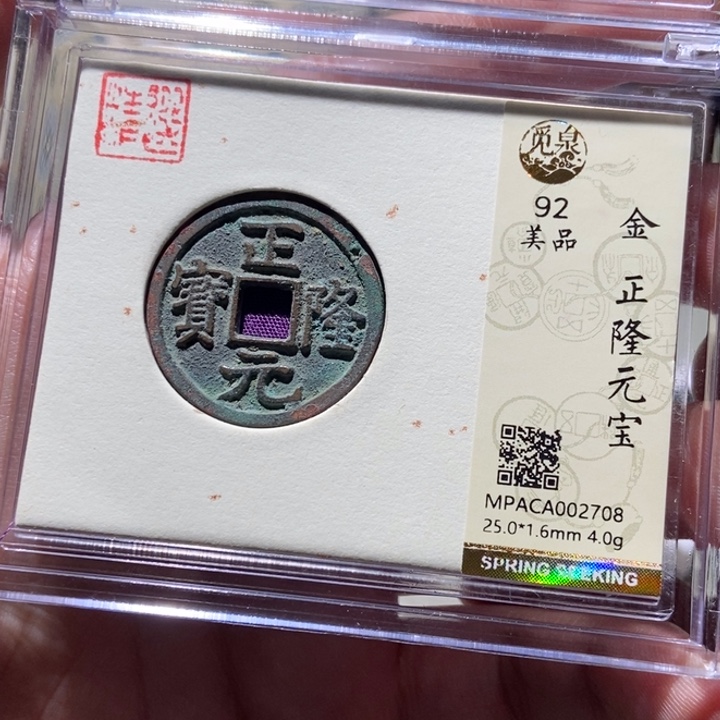 正
隆
元
寳
觅泉
92
美品
金 正隆元宝
MPACA002708
25.0*1.6mm 4.0g
SPRING SEEKING